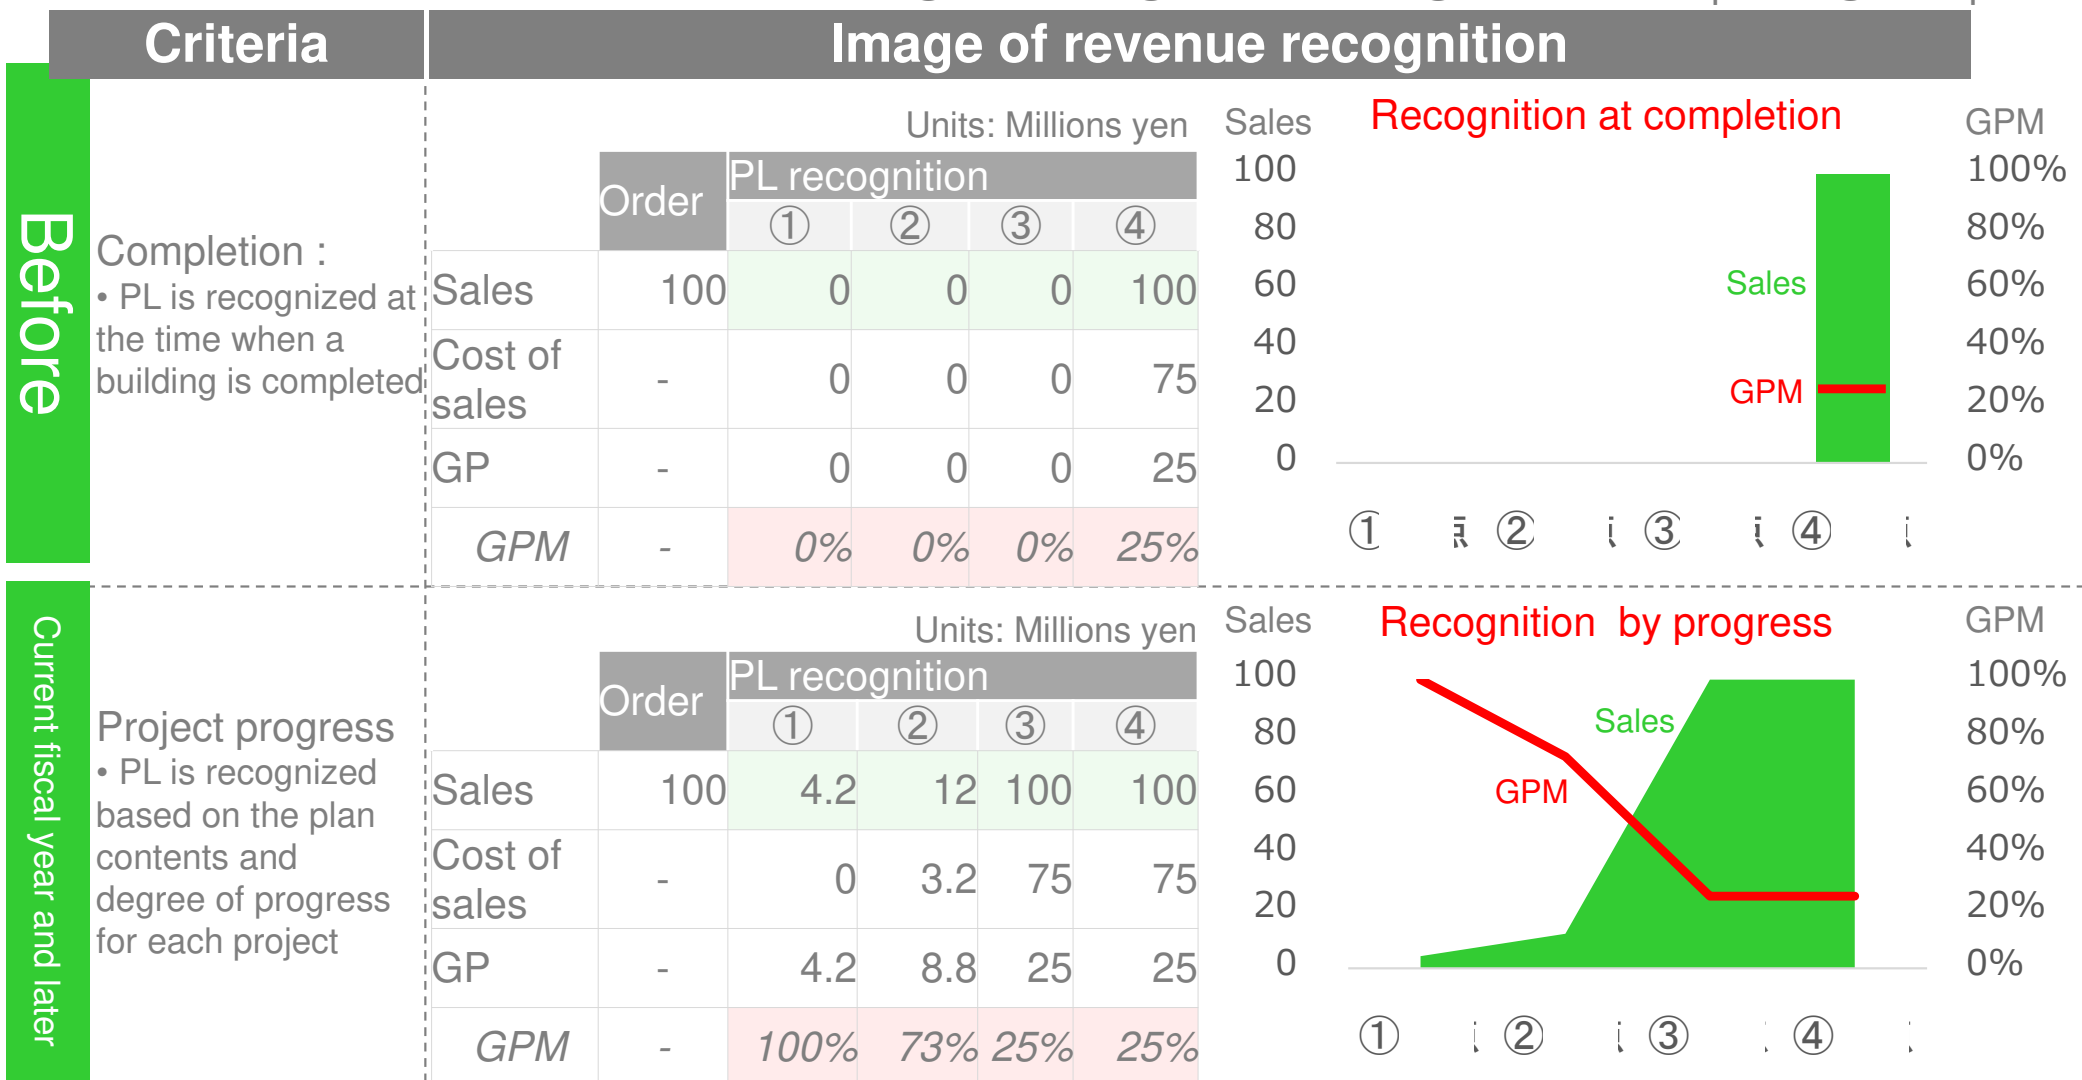 Criteria
Image of revenue recognition
Before
Completion :
• PL is recognized at
the time when a
building is completed
Units: Millions yen
Order
PL recognition
① ② ③ ④
Sales 100 0 0 0 100
Cost of
sales
- 0 0 0 75
GP - 0 0 0 25
GPM - 0% 0% 0% 25%
Recognition at completion
Sales
GPM
100
80
60
40
20
0
Sales
GPM
100%
80%
60%
40%
20%
0%
① ② ③ ④
Current fiscal year and later
Project progress
• PL is recognized
based on the plan
contents and
degree of progress
for each project
Units: Millions yen
Order
PL recognition
① ② ③ ④
Sales 100 4.2 12 100 100
Cost of
sales
- 0 3.2 75 75
GP - 4.2 8.8 25 25
GPM - 100% 73% 25% 25%
Recognition by progress
Sales
GPM
100
80
60
40
20
0
Sales
GPM
100%
80%
60%
40%
20%
0%
① ② ③ ④